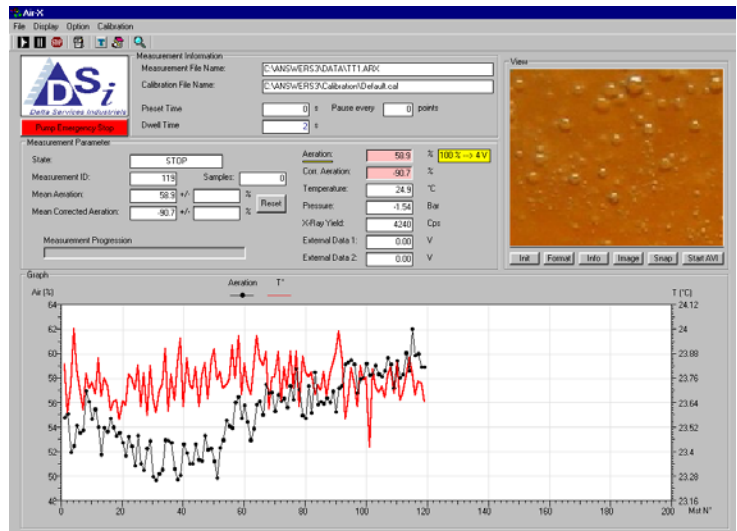 Air-X
File Display Option Calibration
Measurement Information
Measurement File Name: C:\ANSWERS3\DATA\TT1.ARX
Calibration File Name: C:\ANSWERS3\Calibration\Default.cal
Preset Time 0 s Pause every 0 points
Dwell Time 2 s
DSi
Delta Services Industriels
Pump Emergency Stop
View
Measurement Parameter
State: STOP
Measurement ID: 119 Samples: 0
Mean Aeration: 58.9 +/- %
Mean Corrected Aeration: -90.7 +/- %
Reset
Measurement Progression
Aeration: 58.9 % 100 % --> 4 V
Corr. Aeration: -90.7 %
Temperature: 24.9 °C
Pressure: -1.54 Bar
X-Ray Yield: 4240 Cps
External Data 1: 0.00 V
External Data 2: 0.00 V
Init Format Info Image Snap Start AVI
Graph
Aeration T°
Air (%) T (°C)
64 24.12
62 24
60 23.88
58 23.76
56 23.64
54 23.52
52 23.4
50 23.28
48 23.16
0 20 40 60 80 100 120 140 160 180 200 Mst N°